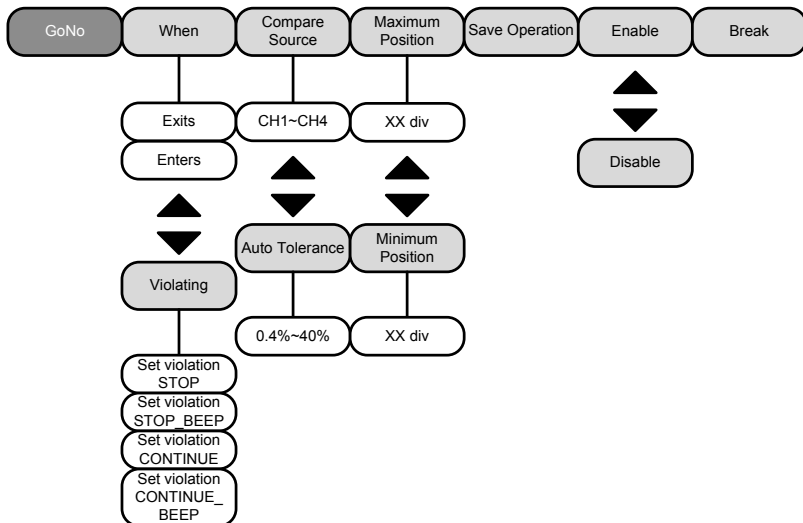 GoNo
When
Compare
Source
Maximum
Position
Save Operation
Enable
Break
Exits
Enters
CH1~CH4
XX div
Disable
Violating
Auto Tolerance
Minimum
Position
0.4%~40%
XX div
Set violation
STOP
Set violation
STOP_BEEP
Set violation
CONTINUE
Set violation
CONTINUE_
BEEP